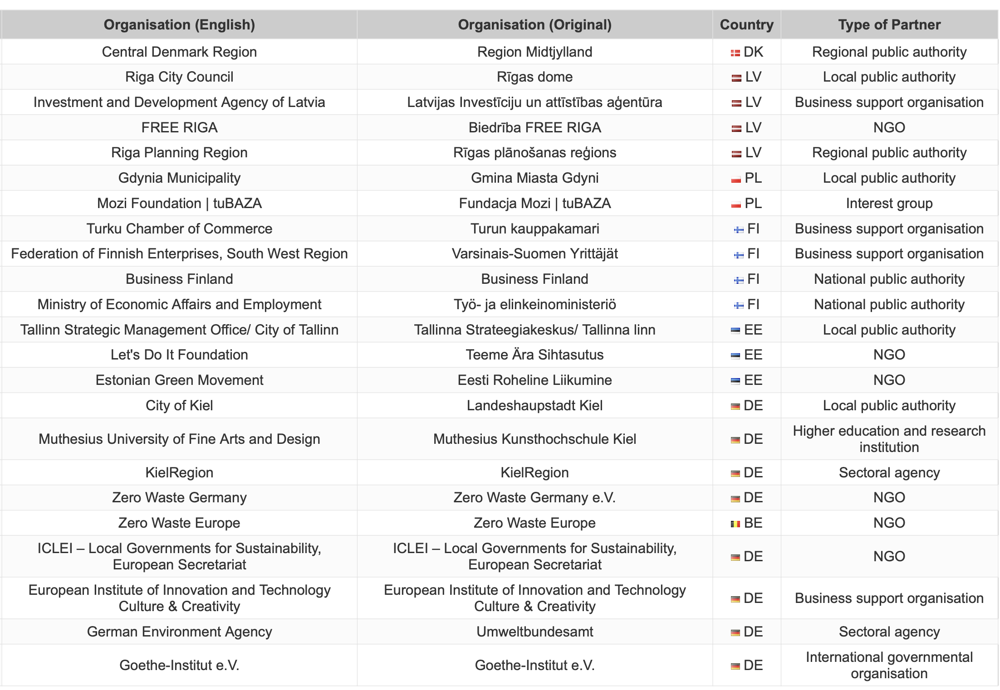 Organisation (English) Organisation (Original) Country Type of Partner
Central Denmark Region Region Midtjylland DK Regional public authority
Riga City Council Rīgas dome LV Local public authority
Investment and Development Agency of Latvia Latvijas Investīciju un attīstības aģentūra LV Business support organisation
FREE RIGA Biedrība FREE RIGA LV NGO
Riga Planning Region Rīgas plānošanas reģions LV Regional public authority
Gdynia Municipality Gmina Miasta Gdyni PL Local public authority
Mozi Foundation | tuBAZA Fundacja Mozi | tuBAZA PL Interest group
Turku Chamber of Commerce Turun kauppakamari FI Business support organisation
Federation of Finnish Enterprises, South West Region Varsinais-Suomen Yrittäjät FI Business support organisation
Business Finland Business Finland FI National public authority
Ministry of Economic Affairs and Employment Työ- ja elinkeinoministeriö FI National public authority
Tallinn Strategic Management Office/ City of Tallinn Tallinna Strateegiakeskus/ Tallinna linn EE Local public authority
Let's Do It Foundation Teeme Ära Sihtasutus EE NGO
Estonian Green Movement Eesti Roheline Liikumine EE NGO
City of Kiel Landeshaupstadt Kiel DE Local public authority
Muthesius University of Fine Arts and Design Muthesius Kunsthochschule Kiel DE Higher education and research
institution
KielRegion KielRegion DE Sectoral agency
Zero Waste Germany Zero Waste Germany e.V. DE NGO
Zero Waste Europe Zero Waste Europe BE NGO
ICLEI – Local Governments for Sustainability,
European Secretariat
ICLEI – Local Governments for Sustainability,
European Secretariat
DE NGO
European Institute of Innovation and Technology
Culture & Creativity
European Institute of Innovation and Technology
Culture & Creativity
DE Business support organisation
German Environment Agency Umweltbundesamt DE Sectoral agency
Goethe-Institut e.V. Goethe-Institut e.V. DE International governmental
organisation